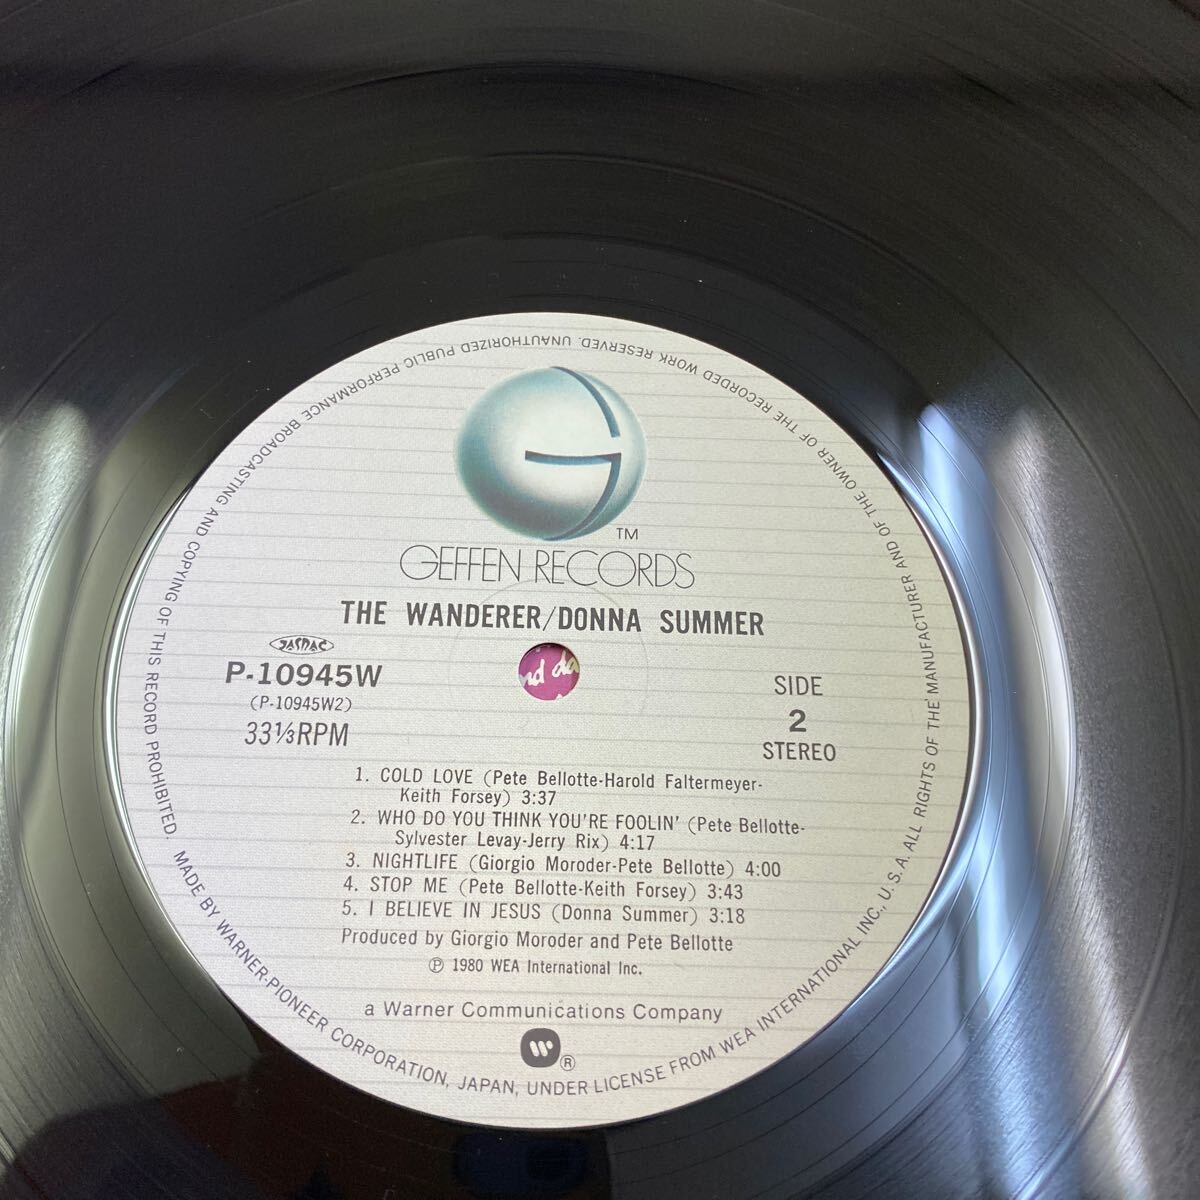 G
TM
GEFFEN RECORDS
THE WANDERER/DONNA SUMMER
JASRAC
P-10945W
(P-10945W2)
33⅓RPM
nd da
SIDE
2
STEREO
1. COLD LOVE (Pete Bellotte-Harold Faltermeyer-
Keith Forsey) 3:37
2. WHO DO YOU THINK YOU'RE FOOLIN' (Pete Bellotte-
Sylvester Levay-Jerry Rix) 4:17
3. NIGHTLIFE (Giorgio Moroder-Pete Bellotte) 4:00
4. STOP ME (Pete Bellotte-Keith Forsey) 3:43
5. I BELIEVE IN JESUS (Donna Summer) 3:18
Produced by Giorgio Moroder and Pete Bellotte
℗ 1980 WEA International Inc.
a Warner Communications Company
W®
MADE BY WARNER-PIONEER CORPORATION, JAPAN, UNDER LICENSE FROM WEA INTERNATIONAL INC., U.S.A. ALL RIGHTS OF THE MANUFACTURER AND OF THE OWNER OF THE RECORDED WORK RESERVED. UNAUTHORIZED PUBLIC PERFORMANCE BROADCASTING AND COPYING OF THIS RECORD PROHIBITED.